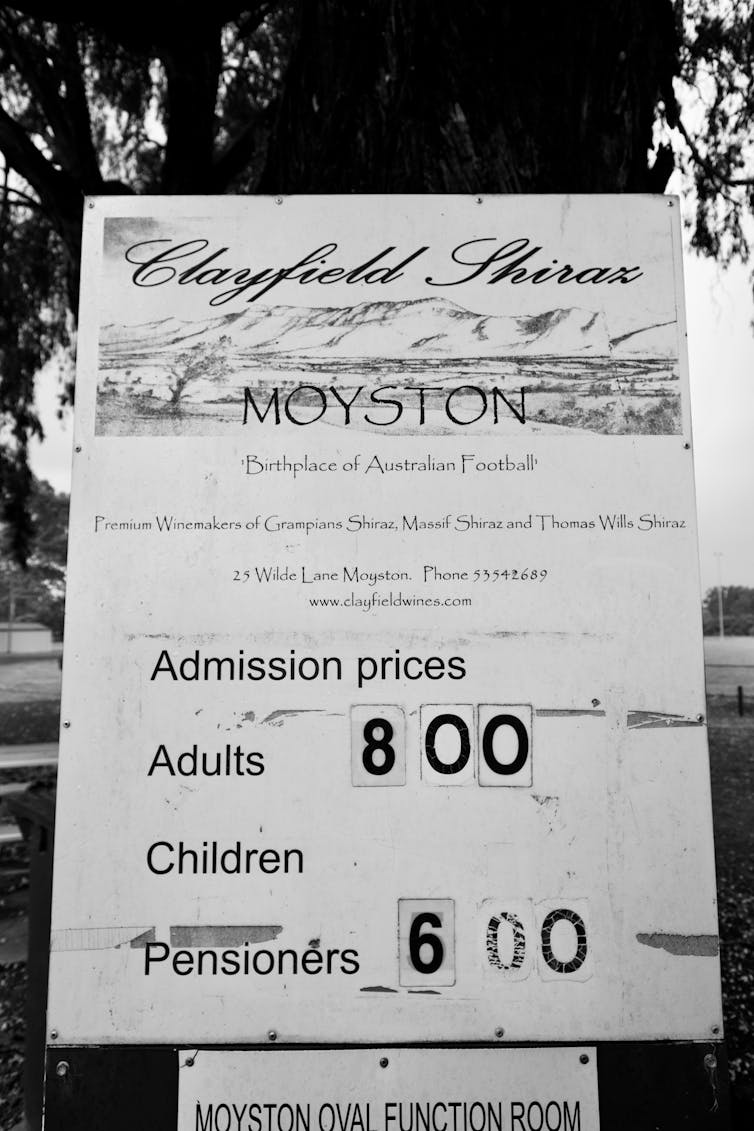 Clayfield Shiraz
MOYSTON
'Birthplace of Australian Football'
Premium Winemakers of Grampians Shiraz, Massif Shiraz and Thomas Wills Shiraz
25 Wilde Lane Moyston. Phone 53542689
www.clayfieldwines.com
Admission prices
Adults 8 00
Children
Pensioners 6 00
MOYSTON OVAL FUNCTION ROOM